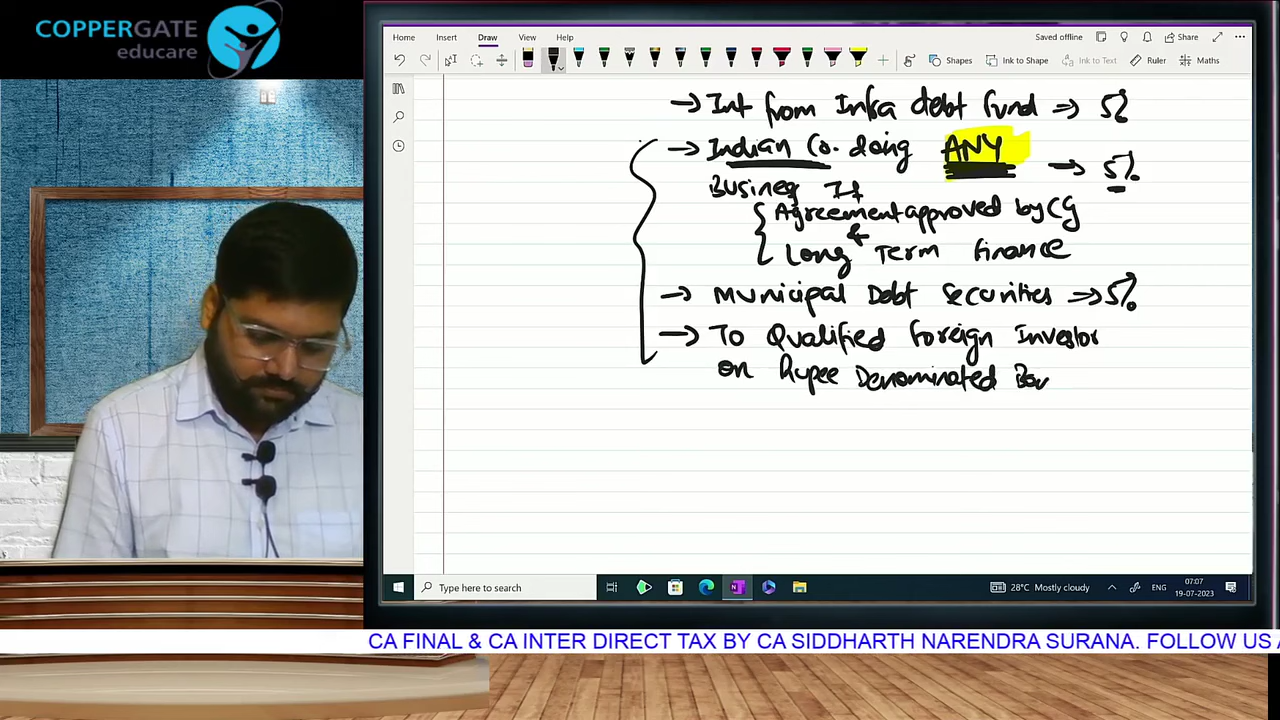 COPPERGATE
educare
Home Insert Draw View Help
Saved offline
Share
Shapes
Ink to Shape
Ink to Text
Ruler
Maths
→ Int from Infra debt fund → 5%
→ Indian Co. doing ANY → 5%
Business If
Agreement approved by CG
&
Long Term finance
→ Municipal Debt Securities → 5%
→ To Qualified foreign Investor
on Rupee Denominated Bon
Type here to search
28°C Mostly cloudy
ENG
07:07
19-07-2023
CA FINAL & CA INTER DIRECT TAX BY CA SIDDHARTH NARENDRA SURANA. FOLLOW US A